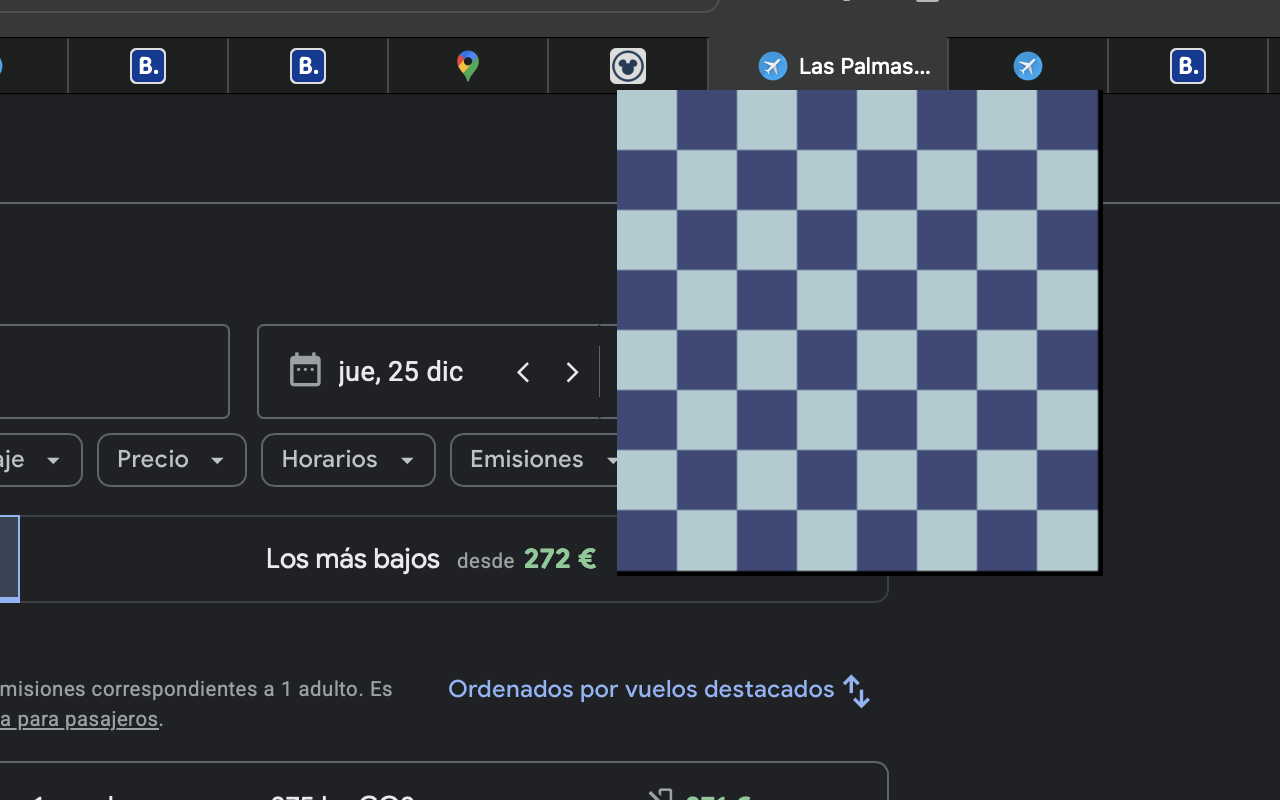 B.
B.
Las Palmas...
B.
jue, 25 dic
aje
Precio
Horarios
Emisiones
Los más bajos desde 272 €
misiones correspondientes a 1 adulto. Es
a para pasajeros.
Ordenados por vuelos destacados